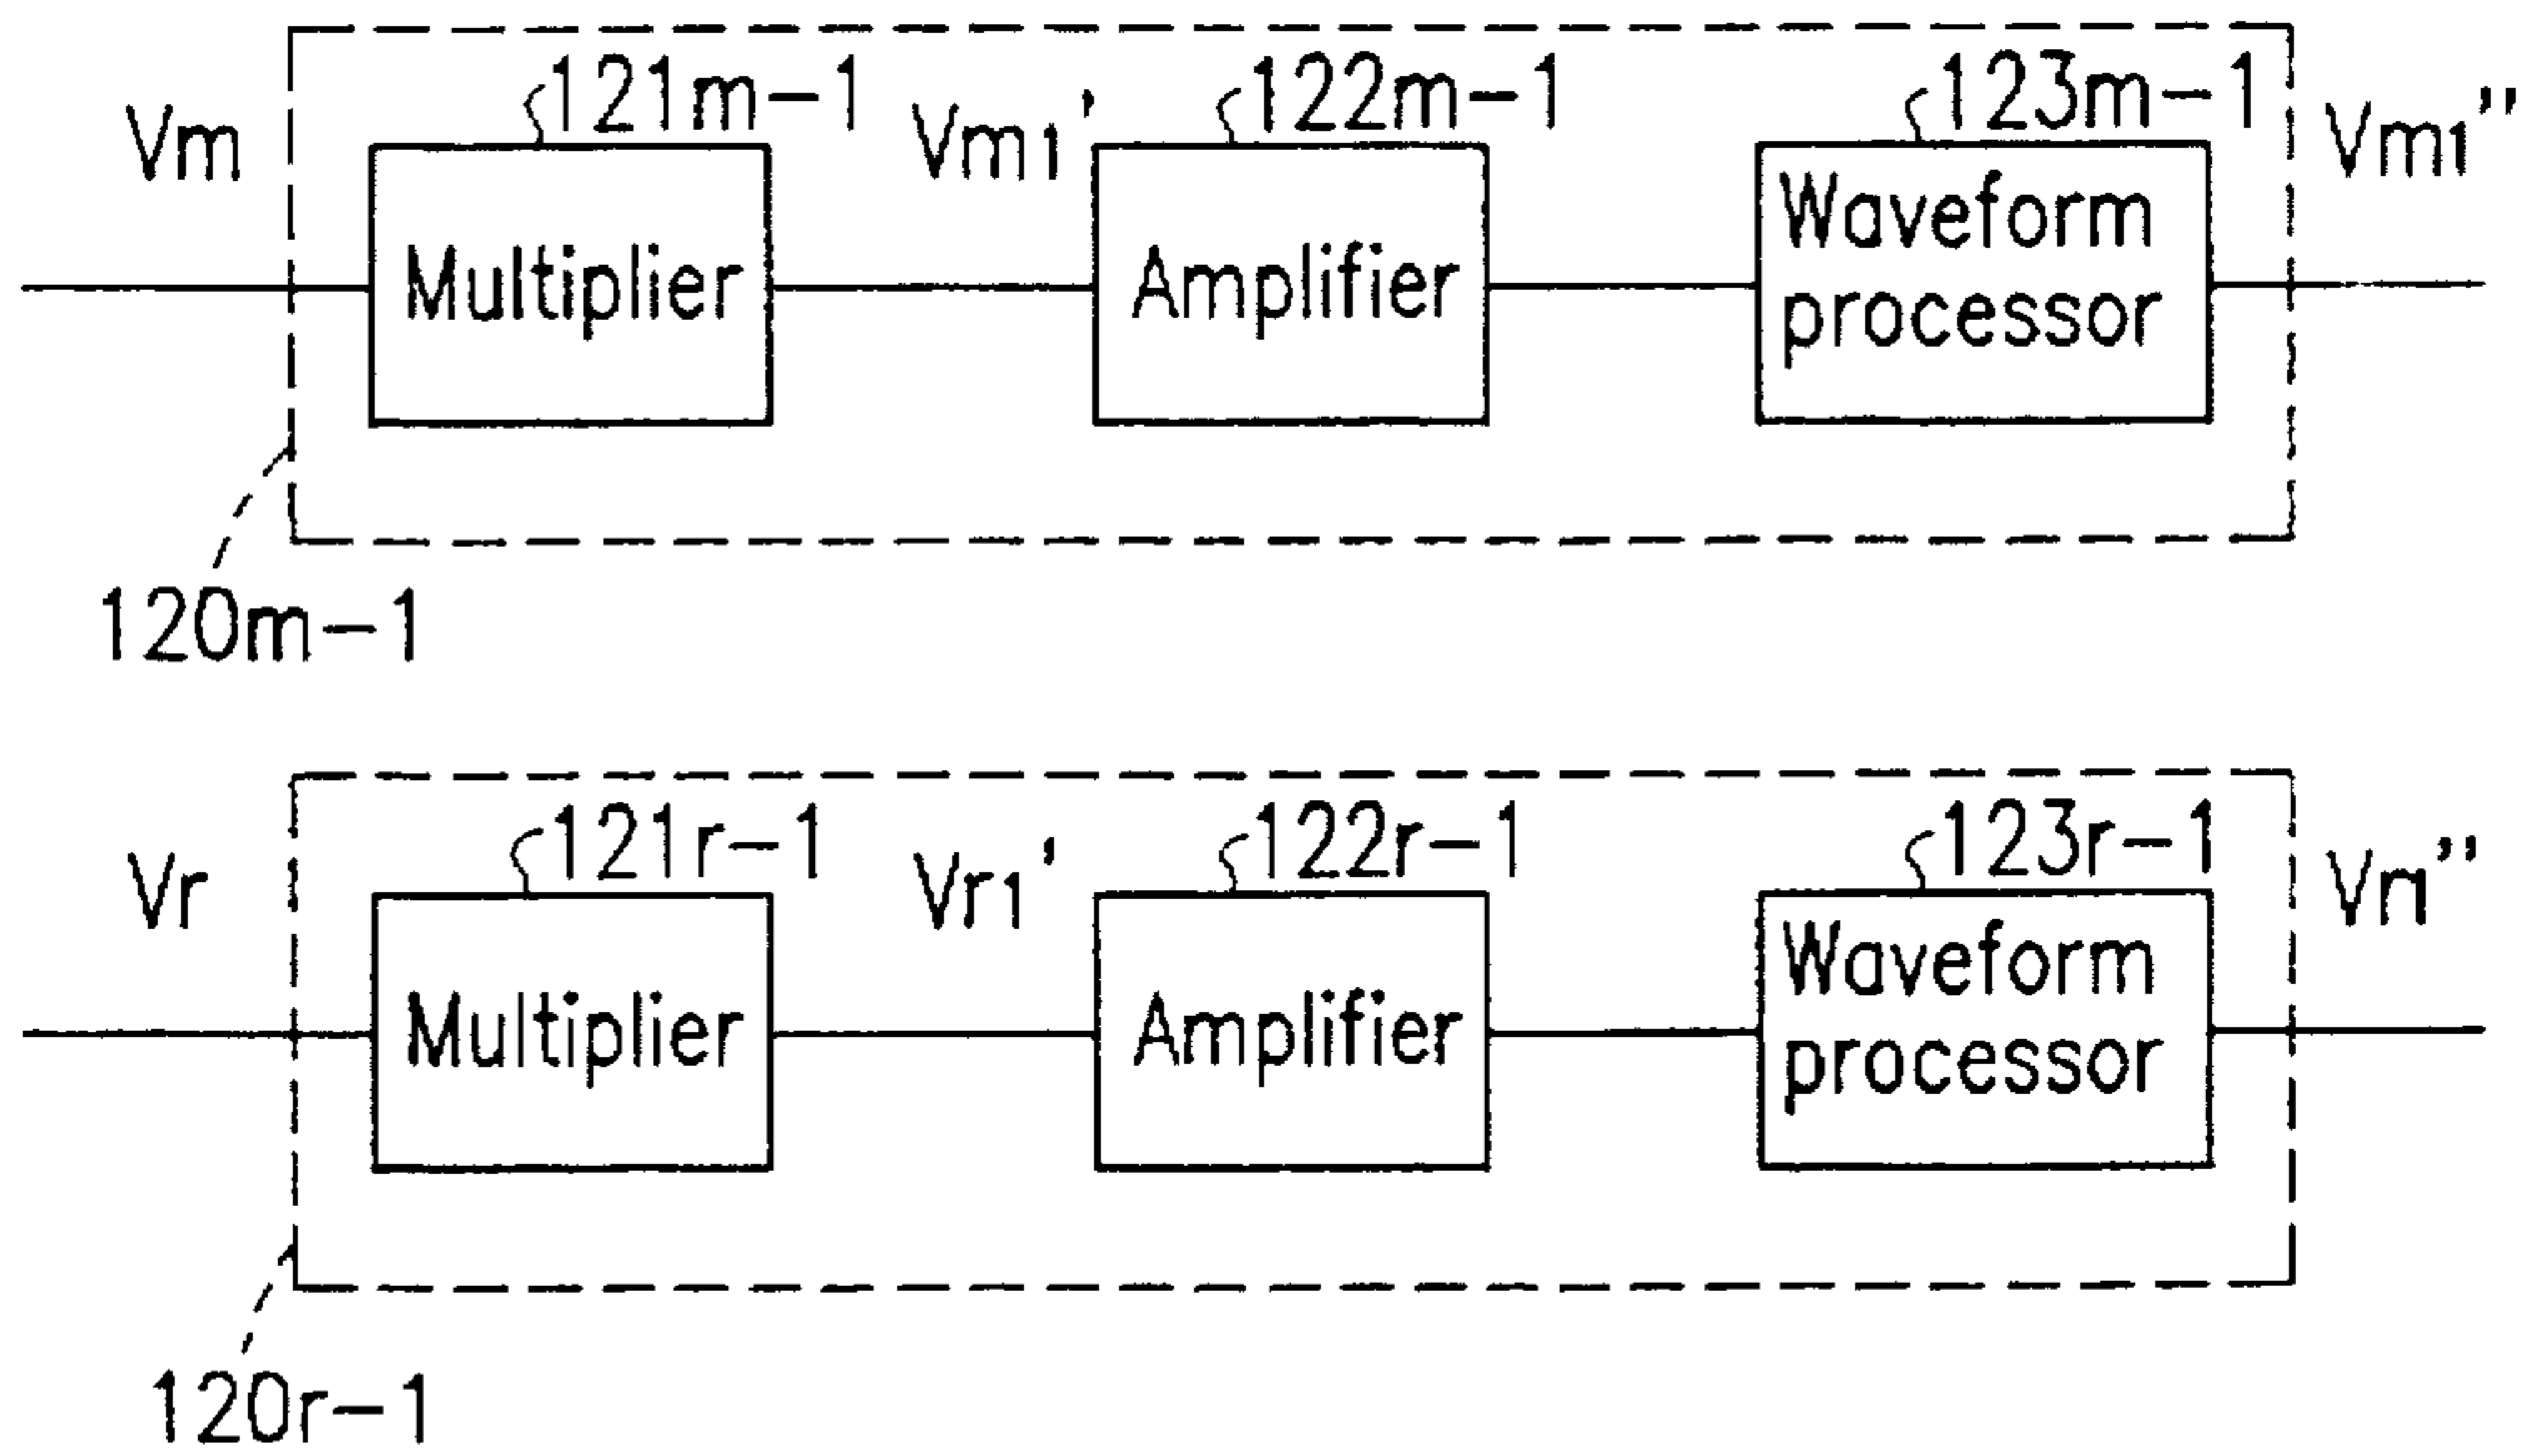 Vm
121m-1
Vm1'
122m-1
123m-1
Vm1''
Multiplier
Amplifier
Waveform
processor
120m-1
Vr
121r-1
Vr1'
122r-1
123r-1
Vr1''
Multiplier
Amplifier
Waveform
processor
120r-1